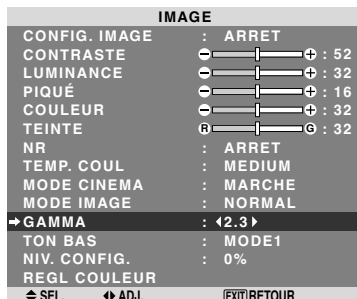 IMAGE
CONFIG. IMAGE : ARRET
CONTRASTE : 52
LUMINANCE : 32
PIQUÉ : 16
COULEUR : 32
TEINTE R G : 32
NR : ARRET
TEMP. COUL : MEDIUM
MODE CINEMA : MARCHE
MODE IMAGE : NORMAL
GAMMA : 2.3
TON BAS : MODE1
NIV. CONFIG. : 0%
REGL COULEUR
SEL. ADJ. EXIT RETOUR